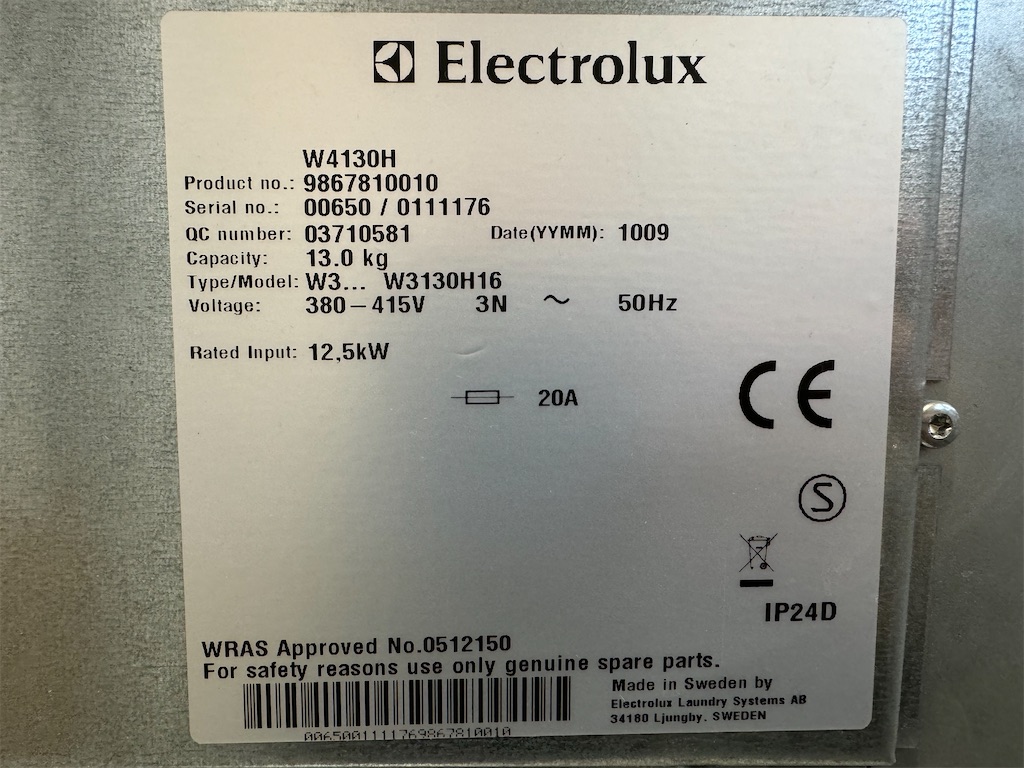 Electrolux
W4130H
Product no.: 9867810010
Serial no.: 00650 / 0111176
QC number: 03710581 Date(YYMM): 1009
Capacity: 13.0 kg
Type/Model: W3... W3130H16
Voltage: 380–415V 3N ~ 50Hz
Rated Input: 12,5kW
20A
CE
S
IP24D
WRAS Approved No.0512150
For safety reasons use only genuine spare parts.
Made in Sweden by
Electrolux Laundry Systems AB
34180 Ljungby. SWEDEN
0065001111769867810010